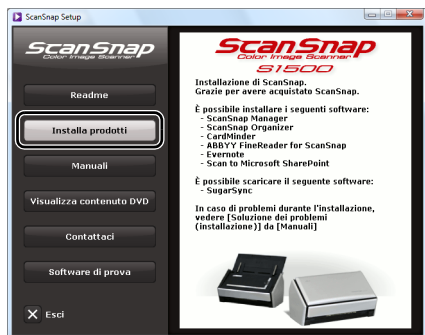 ScanSnap Setup
ScanSnap
Color Image Scanner
Readme
Installa prodotti
Manuali
Visualizza contenuto DVD
Contattaci
Software di prova
Esci
ScanSnap
Color Image Scanner
S1500
Installazione di ScanSnap.
Grazie per avere acquistato ScanSnap.
È possibile installare i seguenti software:
- ScanSnap Manager
- ScanSnap Organizer
- CardMinder
- ABBYY FineReader for ScanSnap
- Evernote
- Scan to Microsoft SharePoint
È possibile scaricare il seguente software:
- SugarSync
In caso di problemi durante l'installazione,
vedere [Soluzione dei problemi
(installazione)] da [Manuali]